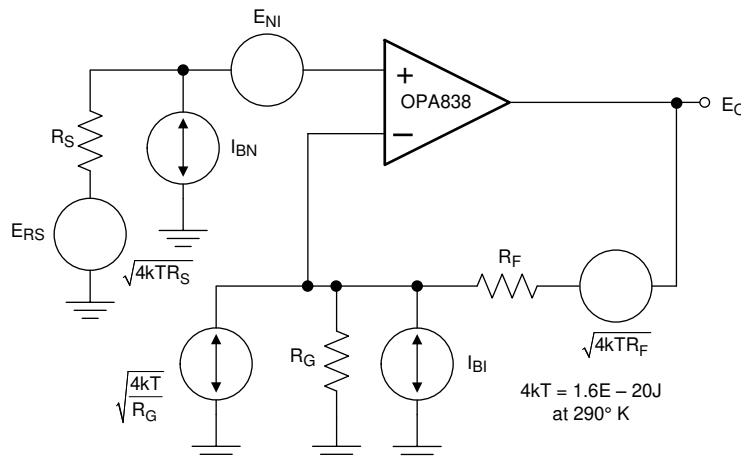 E_NI
+
OPA838
−
E_O
R_S
I_BN
E_RS
√4kTR_S
R_F
√4kTR_F
√4kT/R_G
R_G
I_BI
4kT = 1.6E – 20J
at 290° K